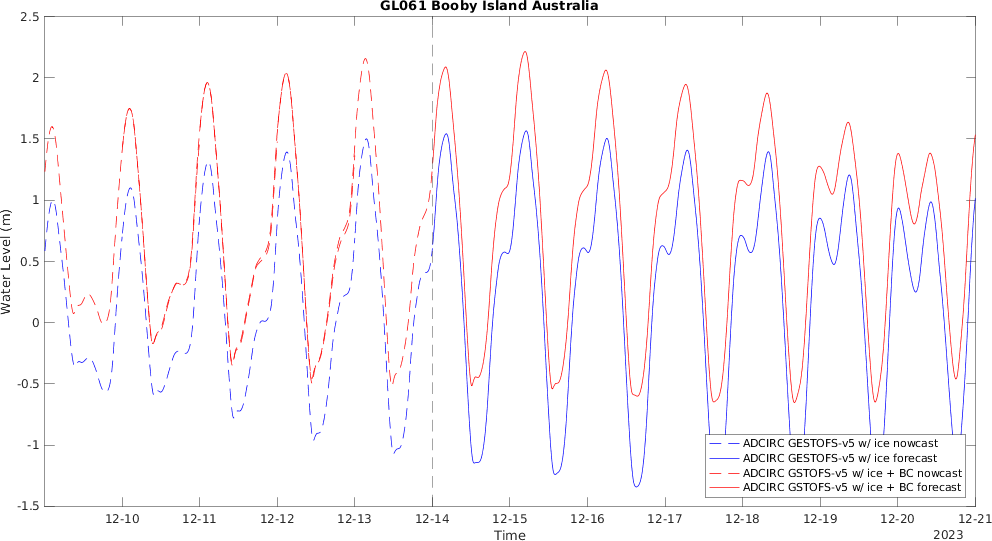 GL061 Booby Island Australia
2.5
2
1.5
1
0.5
0
-0.5
-1
-1.5
Water Level (m)
ADCIRC GESTOFS-v5 w/ ice nowcast
ADCIRC GESTOFS-v5 w/ ice forecast
ADCIRC GSTOFS-v5 w/ ice + BC nowcast
ADCIRC GSTOFS-v5 w/ ice + BC forecast
12-10 12-11 12-12 12-13 12-14 12-15 12-16 12-17 12-18 12-19 12-20 12-21
Time
2023